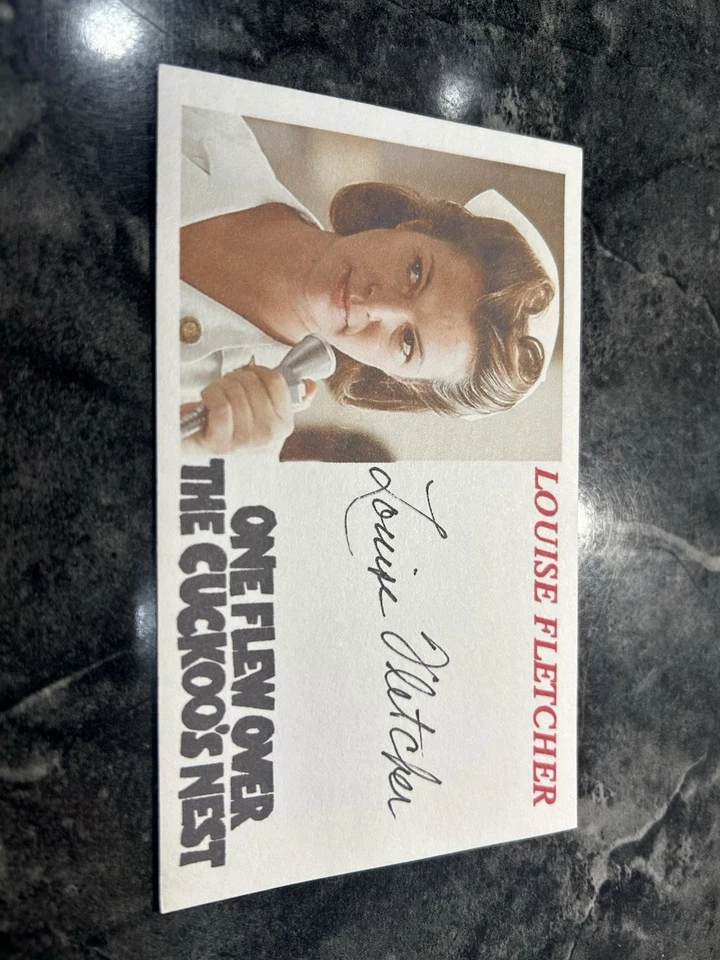 LOUISE FLETCHER
Louise Fletcher
ONE FLEW OVER
THE CUCKOO'S NEST